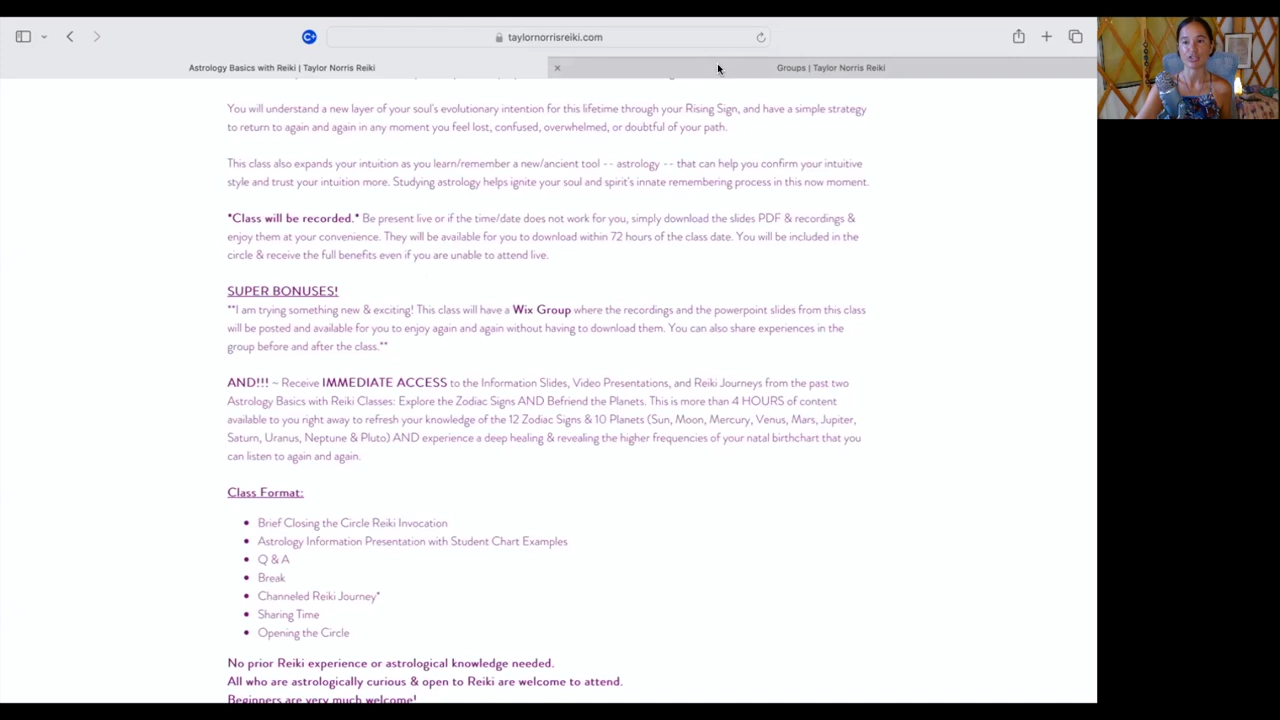 taylornorrisreiki.com
Astrology Basics with Reiki | Taylor Norris Reiki
Groups | Taylor Norris Reiki
You will understand a new layer of your soul's evolutionary intention for this lifetime through your Rising Sign, and have a simple strategy
to return to again and again in any moment you feel lost, confused, overwhelmed, or doubtful of your path.
This class also expands your intuition as you learn/remember a new/ancient tool -- astrology -- that can help you confirm your intuitive
style and trust your intuition more. Studying astrology helps ignite your soul and spirit's innate remembering process in this now moment.
*Class will be recorded.* Be present live or if the time/date does not work for you, simply download the slides PDF & recordings &
enjoy them at your convenience. They will be available for you to download within 72 hours of the class date. You will be included in the
circle & receive the full benefits even if you are unable to attend live.
SUPER BONUSES!
**I am trying something new & exciting! This class will have a Wix Group where the recordings and the powerpoint slides from this class
will be posted and available for you to enjoy again and again without having to download them. You can also share experiences in the
group before and after the class.**
AND!!! ~ Receive IMMEDIATE ACCESS to the Information Slides, Video Presentations, and Reiki Journeys from the past two
Astrology Basics with Reiki Classes: Explore the Zodiac Signs AND Befriend the Planets. This is more than 4 HOURS of content
available to you right away to refresh your knowledge of the 12 Zodiac Signs & 10 Planets (Sun, Moon, Mercury, Venus, Mars, Jupiter,
Saturn, Uranus, Neptune & Pluto) AND experience a deep healing & revealing the higher frequencies of your natal birthchart that you
can listen to again and again.
Class Format:
• Brief Closing the Circle Reiki Invocation
• Astrology Information Presentation with Student Chart Examples
• Q & A
• Break
• Channeled Reiki Journey*
• Sharing Time
• Opening the Circle
No prior Reiki experience or astrological knowledge needed.
All who are astrologically curious & open to Reiki are welcome to attend.
Beginners are very much welcome!